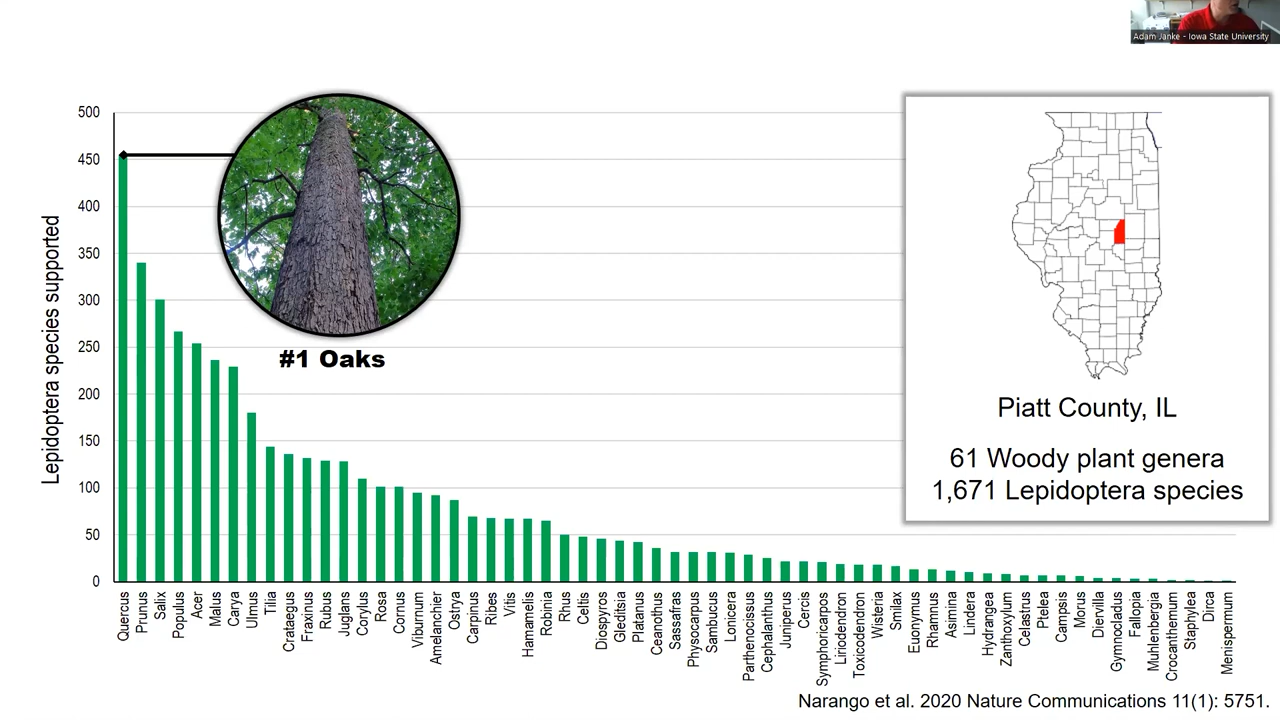 Adam Janke - Iowa State University
Lepidoptera species supported
500
450
400
350
300
250
200
150
100
50
0
#1 Oaks
Piatt County, IL
61 Woody plant genera
1,671 Lepidoptera species
Quercus
Prunus
Salix
Populus
Acer
Malus
Carya
Ulmus
Tilia
Crataegus
Fraxinus
Rubus
Juglans
Corylus
Rosa
Cornus
Viburnum
Amelanchier
Ostrya
Carpinus
Ribes
Vitis
Hamamelis
Robinia
Rhus
Celtis
Diospyros
Gleditsia
Platanus
Ceanothus
Sassafras
Physocarpus
Sambucus
Lonicera
Parthenocissus
Cephalanthus
Juniperus
Cercis
Symphoricarpos
Liriodendron
Toxicodendron
Wisteria
Smilax
Euonymus
Rhamnus
Asimina
Lindera
Hydrangea
Zanthoxylum
Celastrus
Ptelea
Campsis
Morus
Diervilla
Gymnocladus
Fallopia
Muhlenbergia
Crocanthemum
Staphylea
Dirca
Menispermum
Narango et al. 2020 Nature Communications 11(1): 5751.